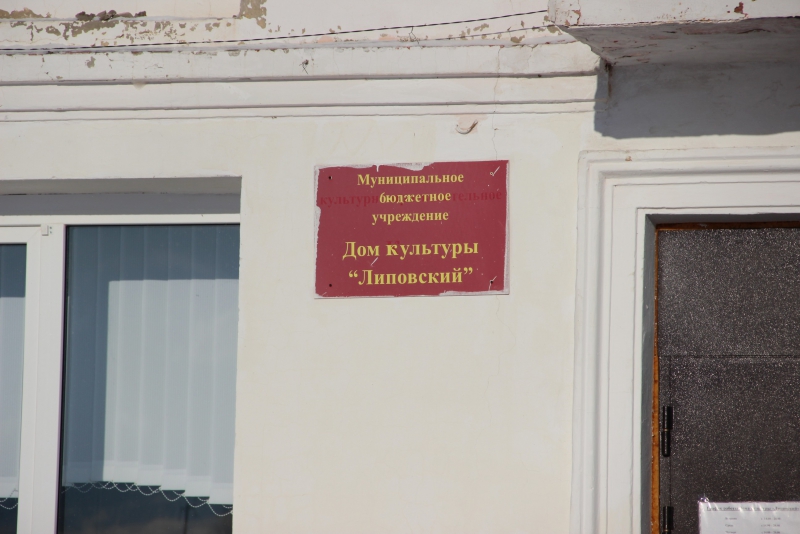 Муниципальное
бюджетное
учреждение
Дом культуры
“Липовский”